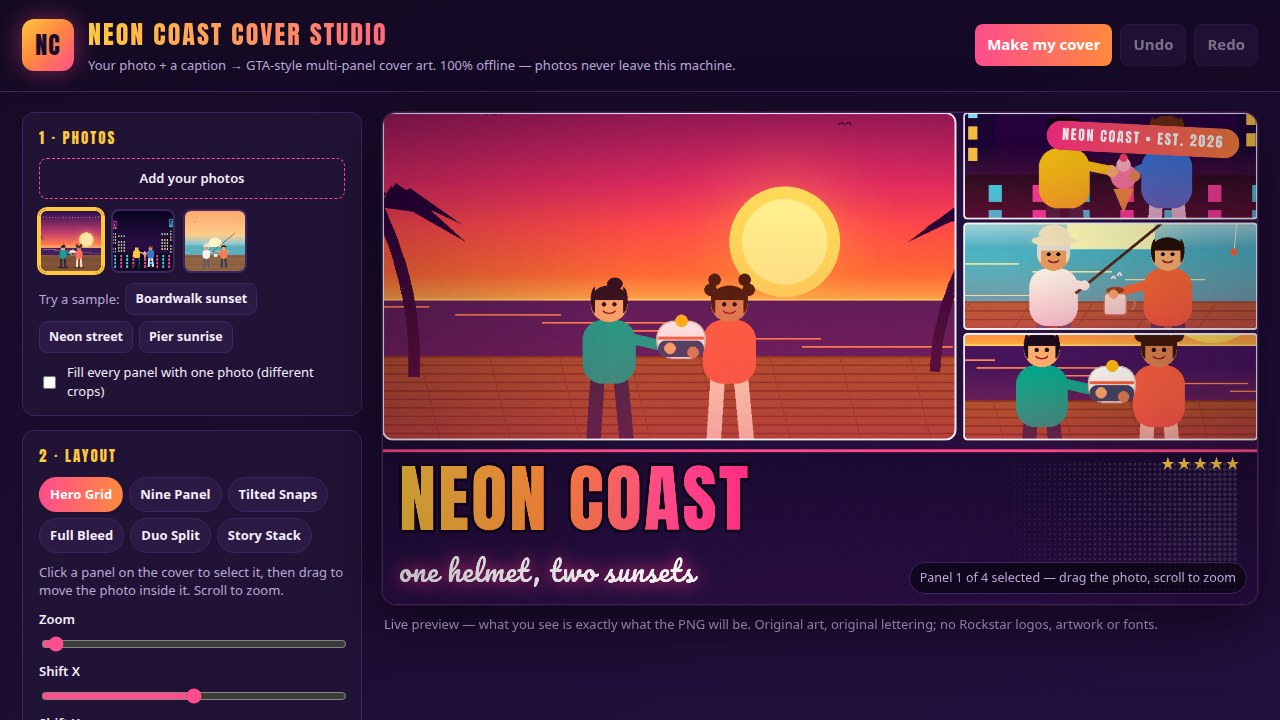 NC
NEON COAST COVER STUDIO
Your photo + a caption → GTA-style multi-panel cover art. 100% offline — photos never leave this machine.
Make my cover
Undo
Redo
1 · PHOTOS
Add your photos
Try a sample:
Boardwalk sunset
Neon street
Pier sunrise
Fill every panel with one photo (different
crops)
2 · LAYOUT
Hero Grid
Nine Panel
Tilted Snaps
Full Bleed
Duo Split
Story Stack
Click a panel on the cover to select it, then drag to
move the photo inside it. Scroll to zoom.
Zoom
Shift X
NEON COAST • EST. 2026
★★★★★
NEON COAST
one helmet, two sunsets
Panel 1 of 4 selected — drag the photo, scroll to zoom
Live preview — what you see is exactly what the PNG will be. Original art, original lettering; no Rockstar logos, artwork or fonts.